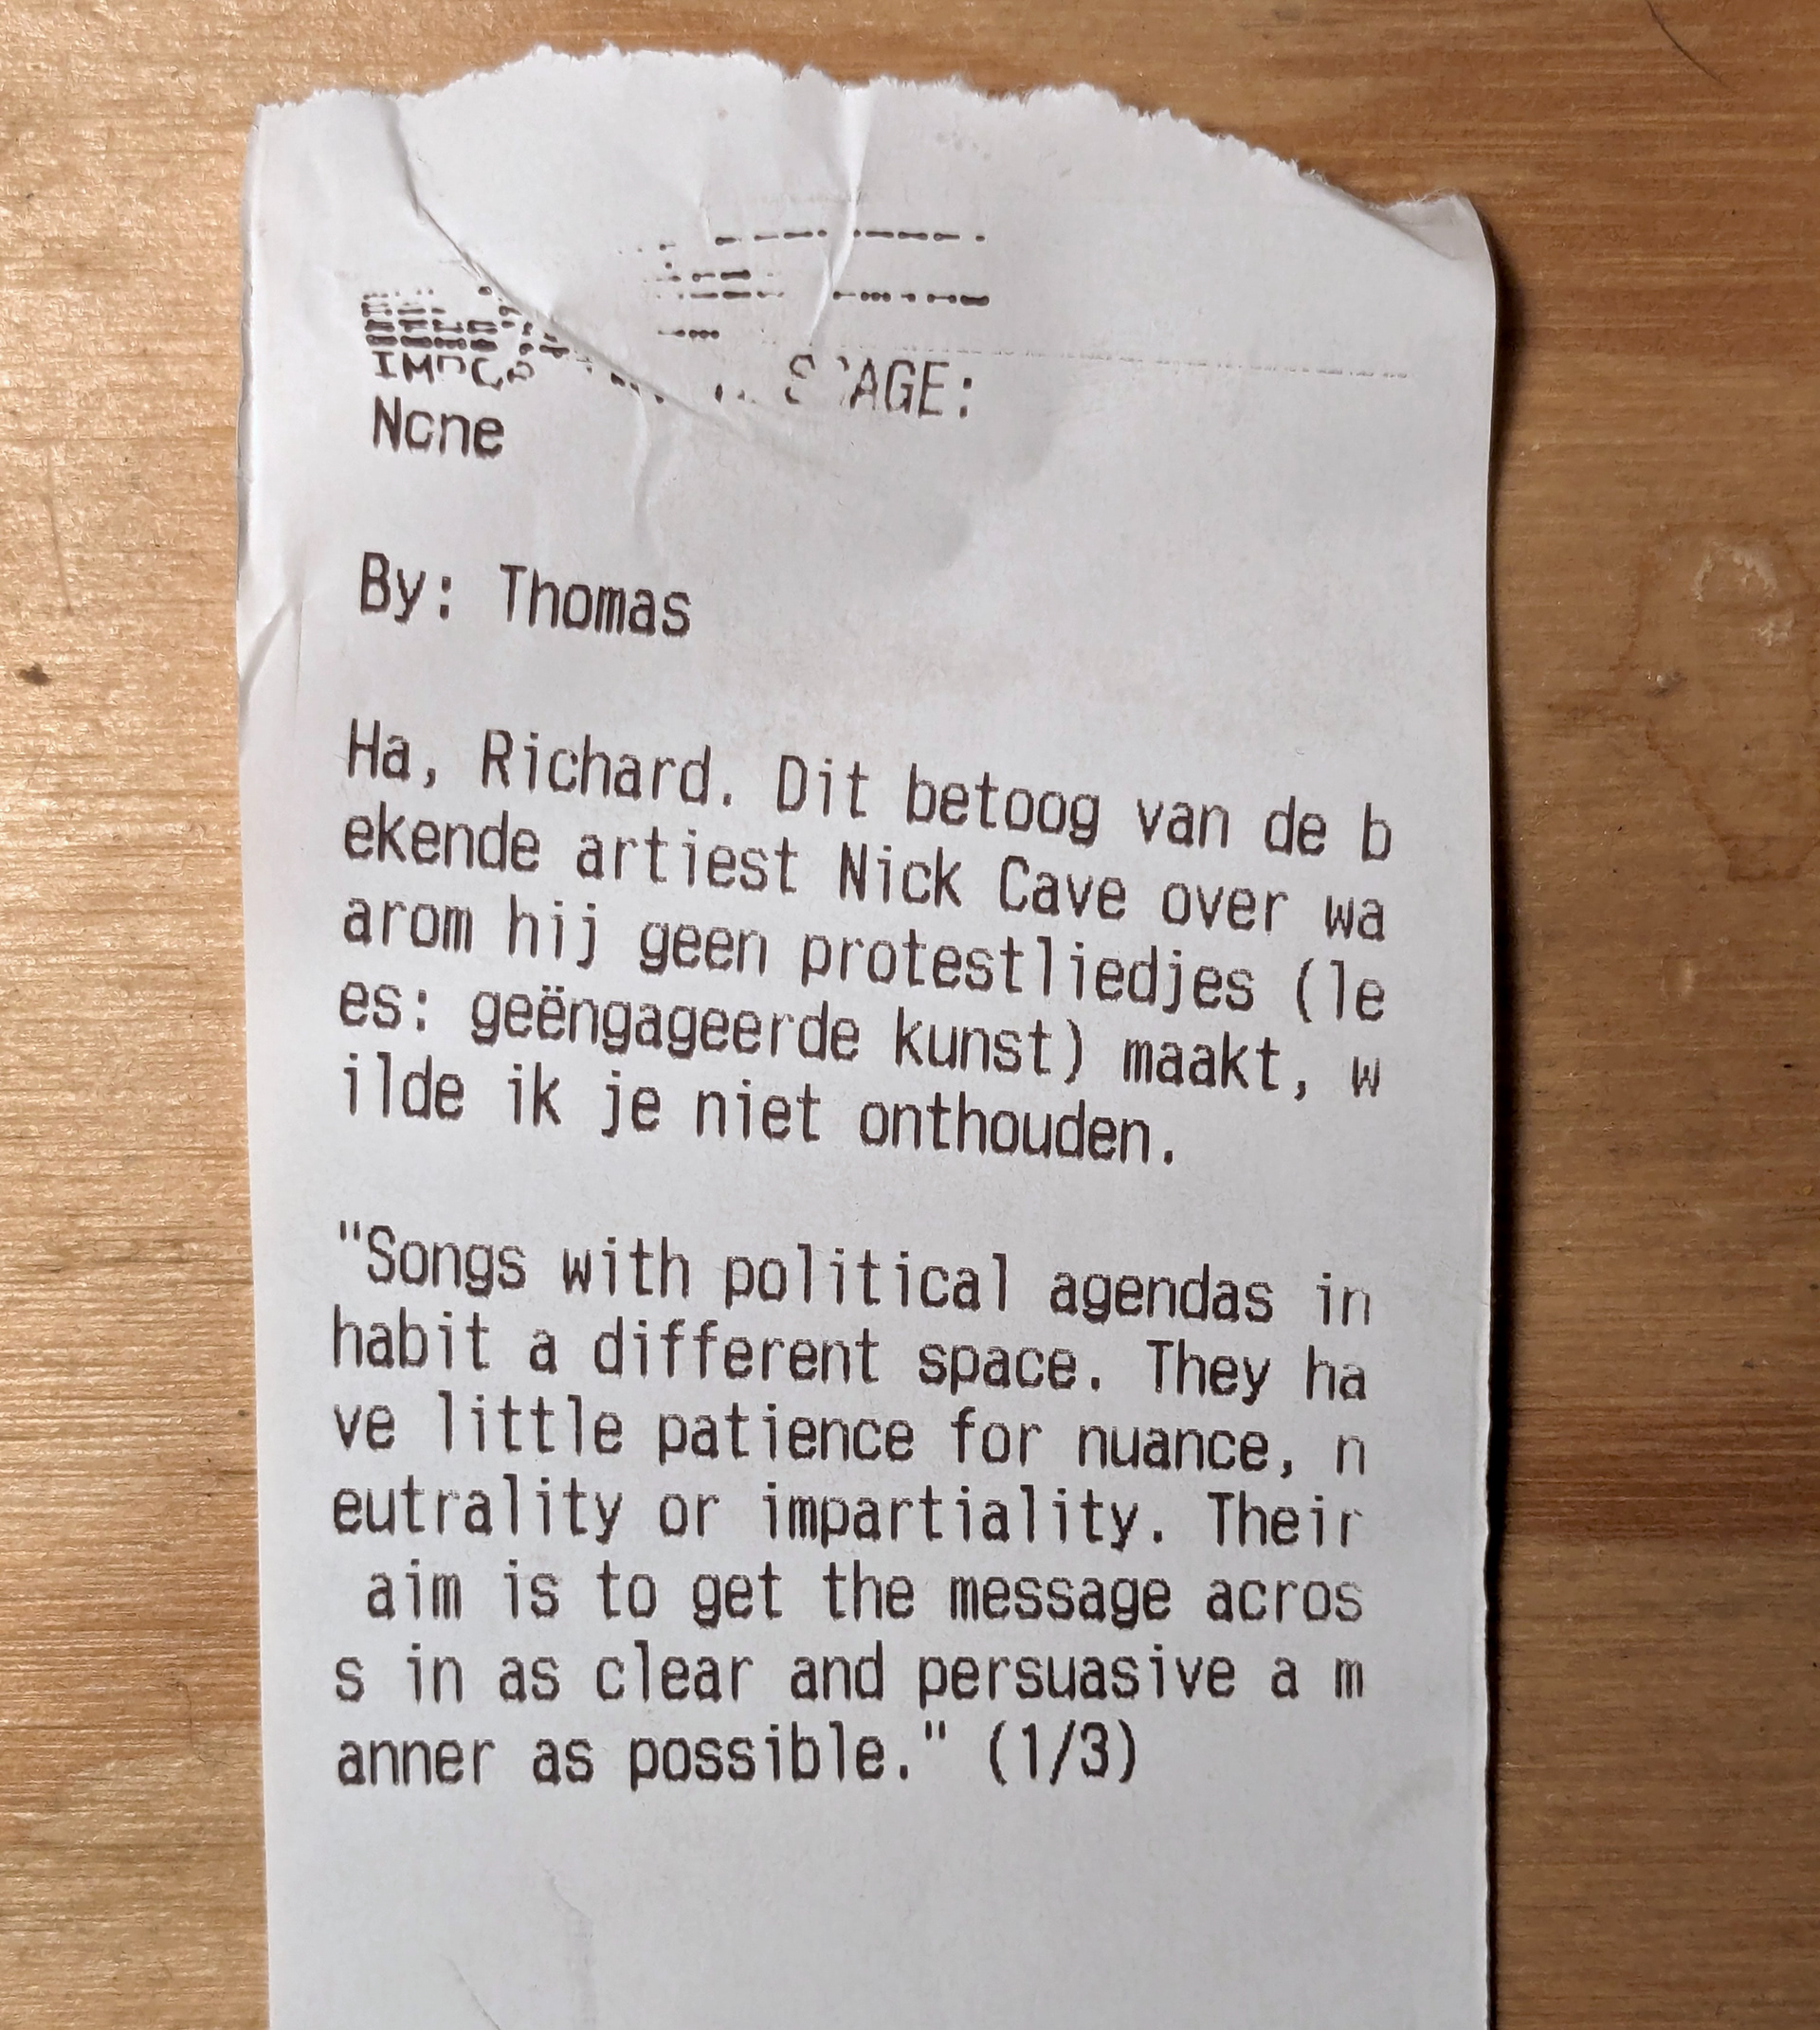 None
By: Thomas
Ha, Richard. Dit betoog van de b
ekende artiest Nick Cave over wa
arom hij geen protestliedjes (le
es: geëngageerde kunst) maakt, w
ilde ik je niet onthouden.
"Songs with political agendas in
habit a different space. They ha
ve little patience for nuance, n
eutrality or impartiality. Their
 aim is to get the message acros
s in as clear and persuasive a m
anner as possible." (1/3)